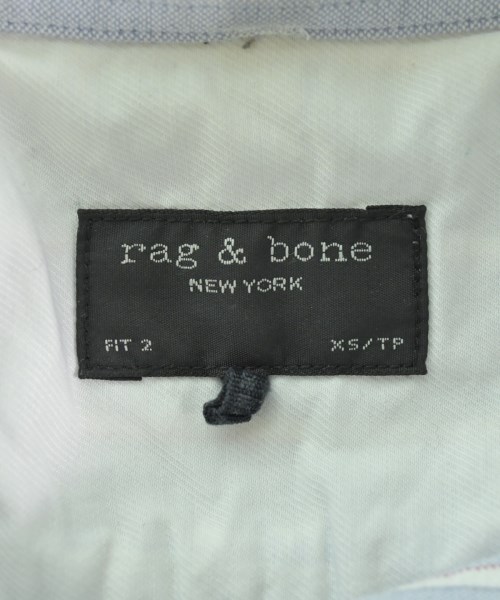 rag & bone
NEW YORK
FIT 2 XS/TP